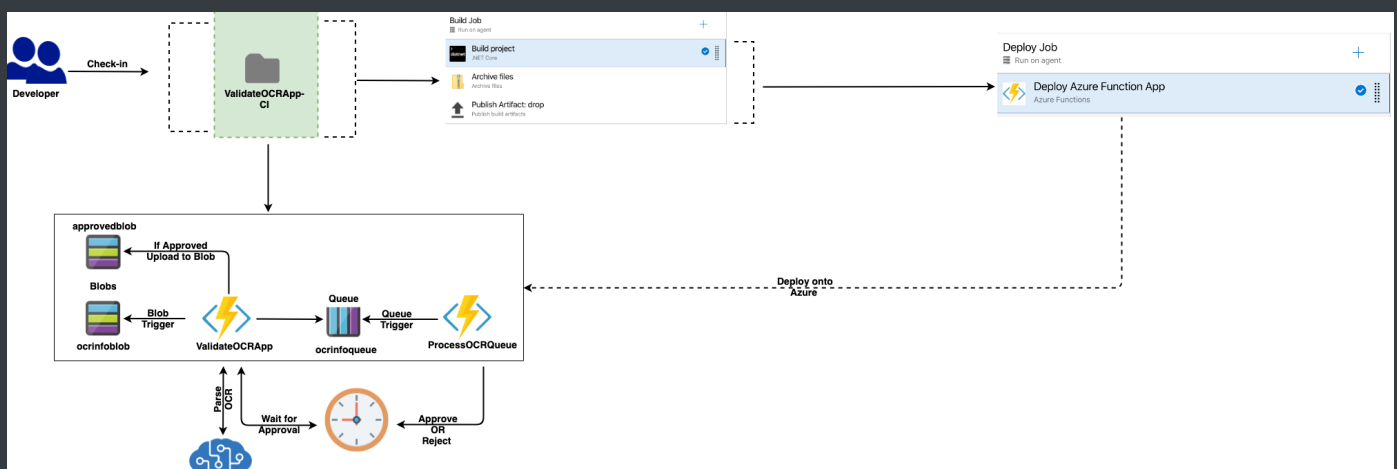 Developer
Check-in
ValidateOCRApp-
CI
Build Job
Run on agent
dotnet
Build project
.NET Core
Archive files
Archive files
Publish Artifact: drop
Publish build artifacts
Deploy Job
Run on agent
Deploy Azure Function App
Azure Functions
approvedblob
If Approved
Upload to Blob
Blobs
Blob
Trigger
ocrinfoblob
ValidateOCRApp
Queue
ocrinfoqueue
Queue
Trigger
ProcessOCRQueue
Deploy onto
Azure
Parse
OCR
Wait for
Approval
Approve
OR
Reject